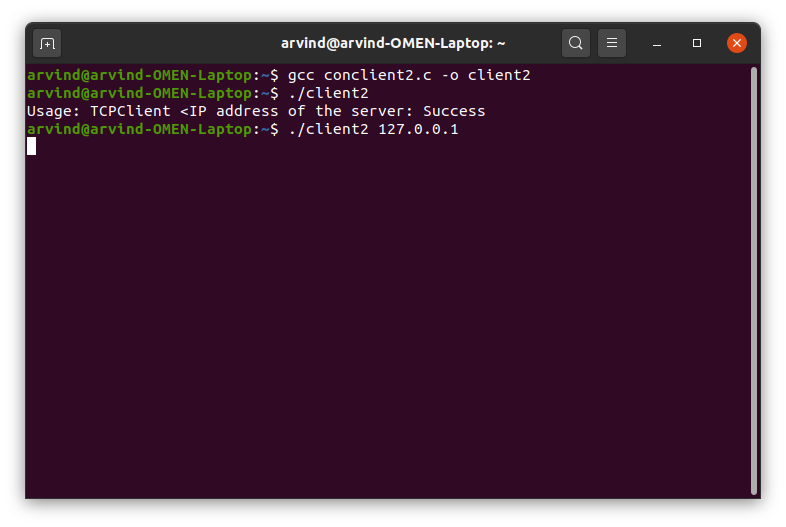 arvind@arvind-OMEN-Laptop: ~
arvind@arvind-OMEN-Laptop:~$ gcc conclient2.c -o client2
arvind@arvind-OMEN-Laptop:~$ ./client2
Usage: TCPClient <IP address of the server: Success
arvind@arvind-OMEN-Laptop:~$ ./client2 127.0.0.1